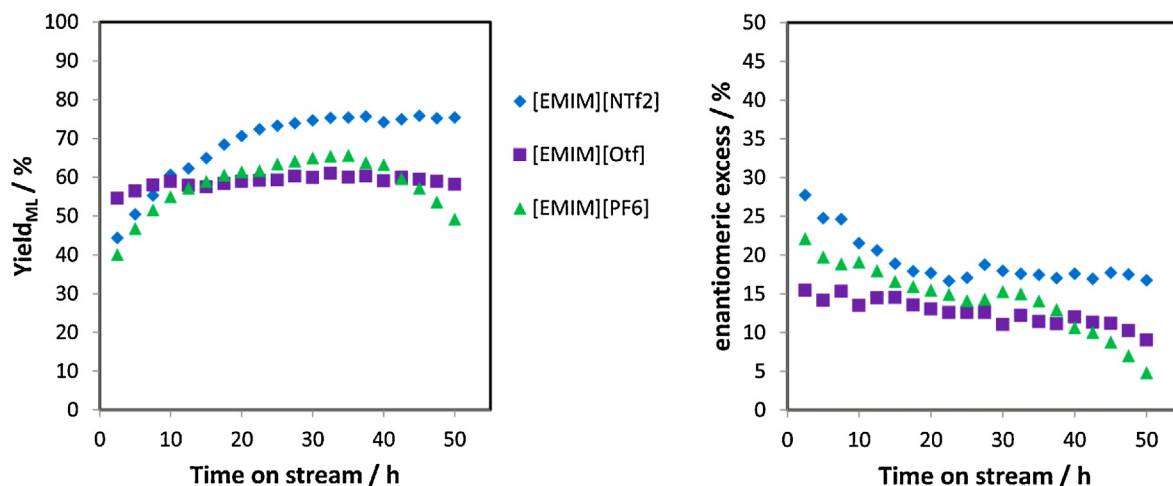 100
90
80
70
60
50
40
30
20
10
0
Yield_ML / %
0 10 20 30 40 50
Time on stream / h
[EMIM][NTf2]
[EMIM][Otf]
[EMIM][PF6]
50
45
40
35
30
25
20
15
10
5
0
enantiomeric excess / %
0 10 20 30 40 50
Time on stream / h